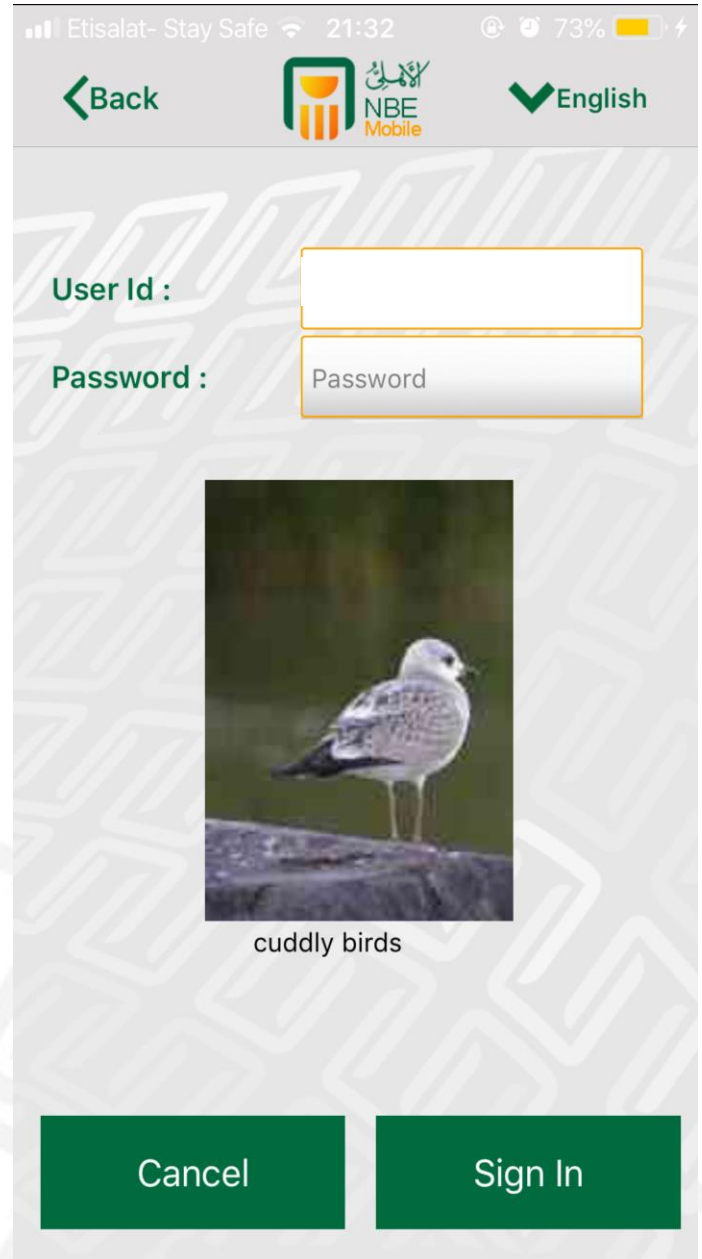 Etisalat- Stay Safe 21:32 73%
Back
الأهلي
NBE
Mobile
English
User Id :
Password :
Password
cuddly birds
Cancel
Sign In